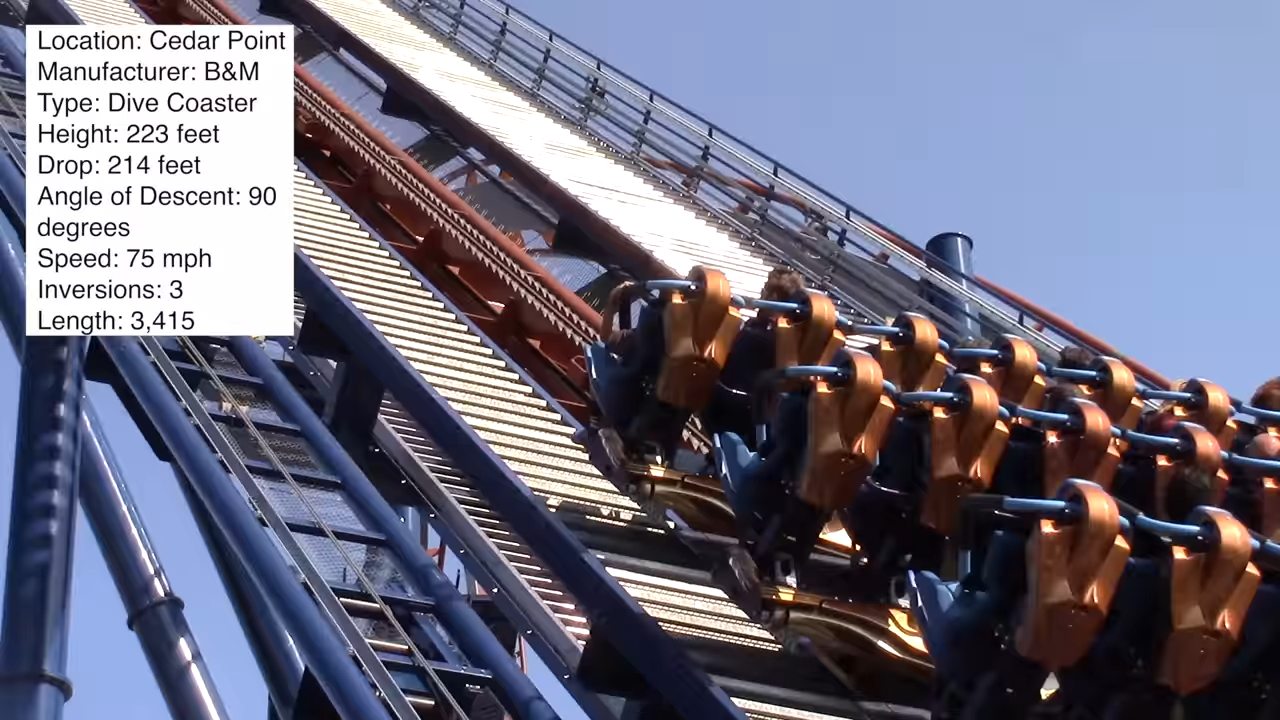 Location: Cedar Point
Manufacturer: B&M
Type: Dive Coaster
Height: 223 feet
Drop: 214 feet
Angle of Descent: 90
degrees
Speed: 75 mph
Inversions: 3
Length: 3,415